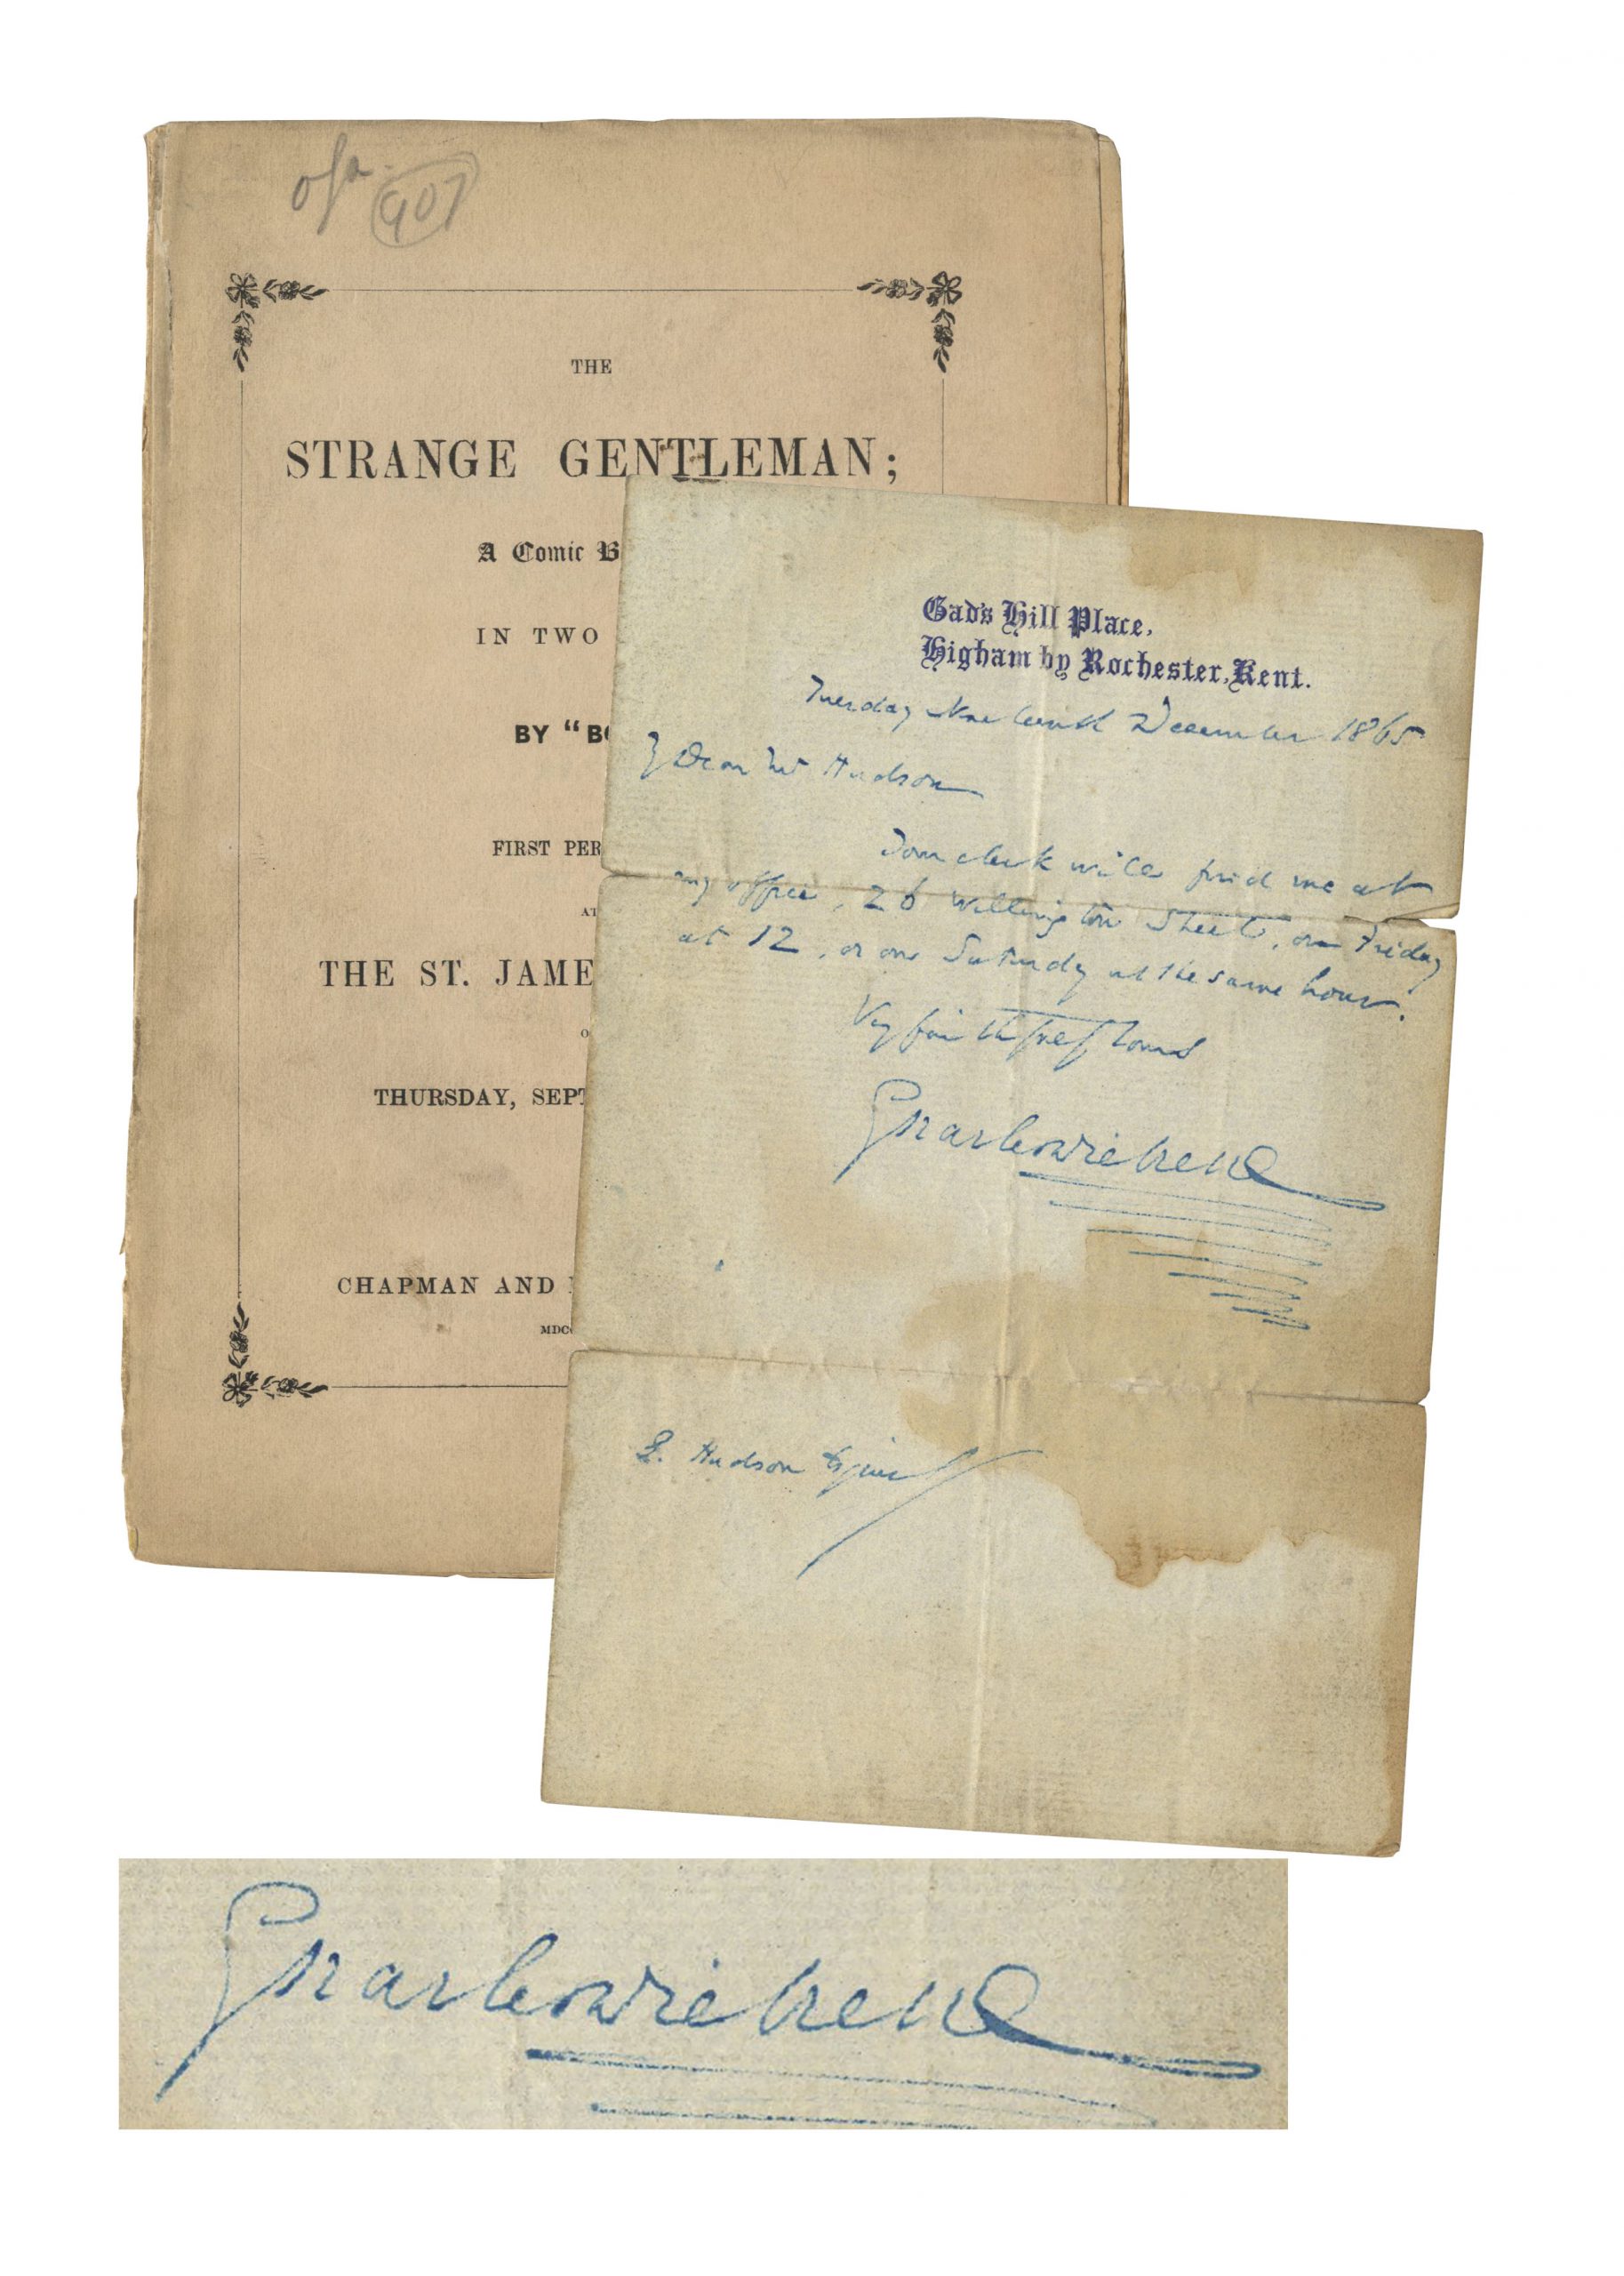 907
THE
STRANGE GENTLEMAN;
A Comic B
IN TWO
BY "BO
FIRST PER
AT
THE ST. JAME
O
THURSDAY, SEPT
CHAPMAN AND
MDCC
Gad's Hill Place,
Higham by Rochester, Kent.
Tuesday Nineteenth December 1865
Dear Mr Hudson
Your clerk will find me at
my office, 26 Wellington Street, on Friday
at 12, or on Saturday at the same hour.
Very faithfully Yours
Charles Dickens
Hudson Esquire
Charles Dickens